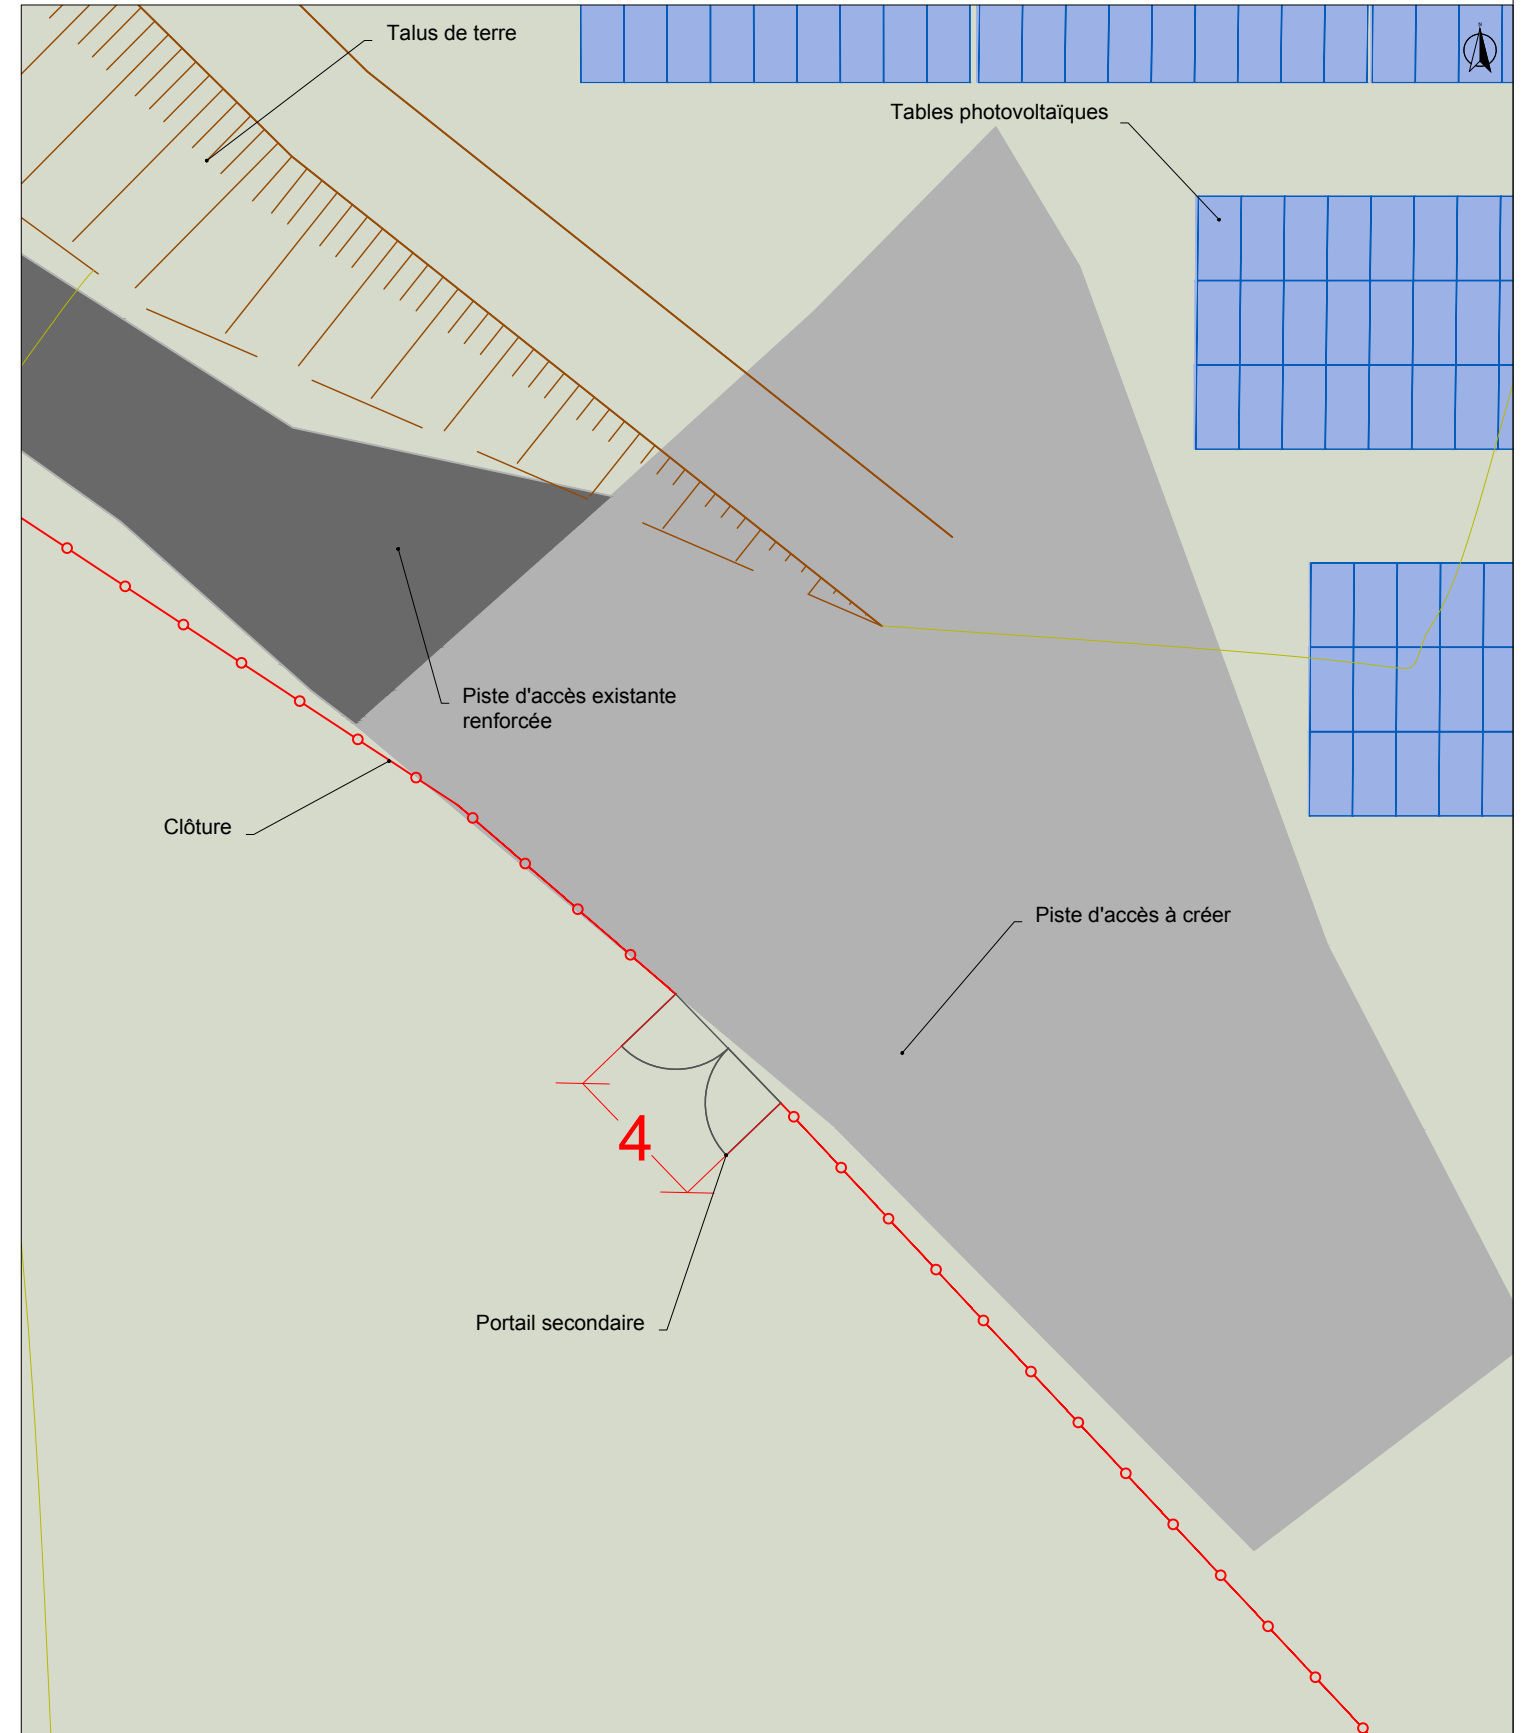 Talus de terre
N
Tables photovoltaïques
Piste d'accès existante
renforcée
Clôture
Piste d'accès à créer
4
Portail secondaire